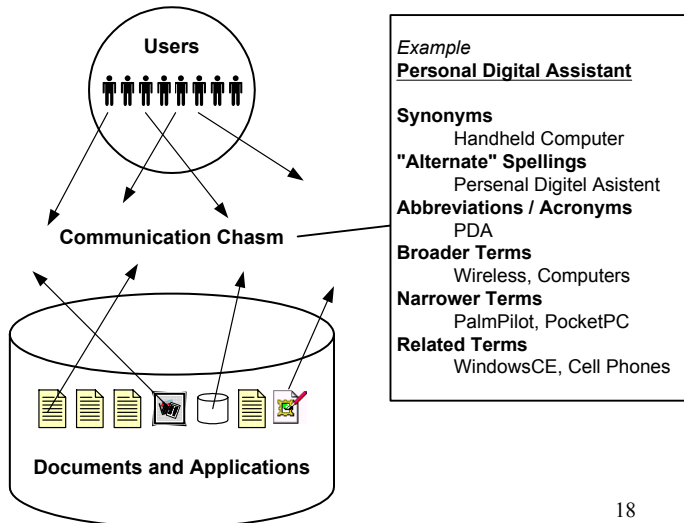 Users
Communication Chasm
Documents and Applications
Example
Personal Digital Assistant
Synonyms
Handheld Computer
"Alternate" Spellings
Persenal Digitel Asistent
Abbreviations / Acronyms
PDA
Broader Terms
Wireless, Computers
Narrower Terms
PalmPilot, PocketPC
Related Terms
WindowsCE, Cell Phones
18